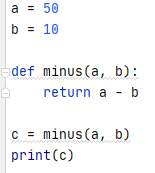 a = 50
b = 10
def minus(a, b):
    return a - b
c = minus(a, b)
print(c)